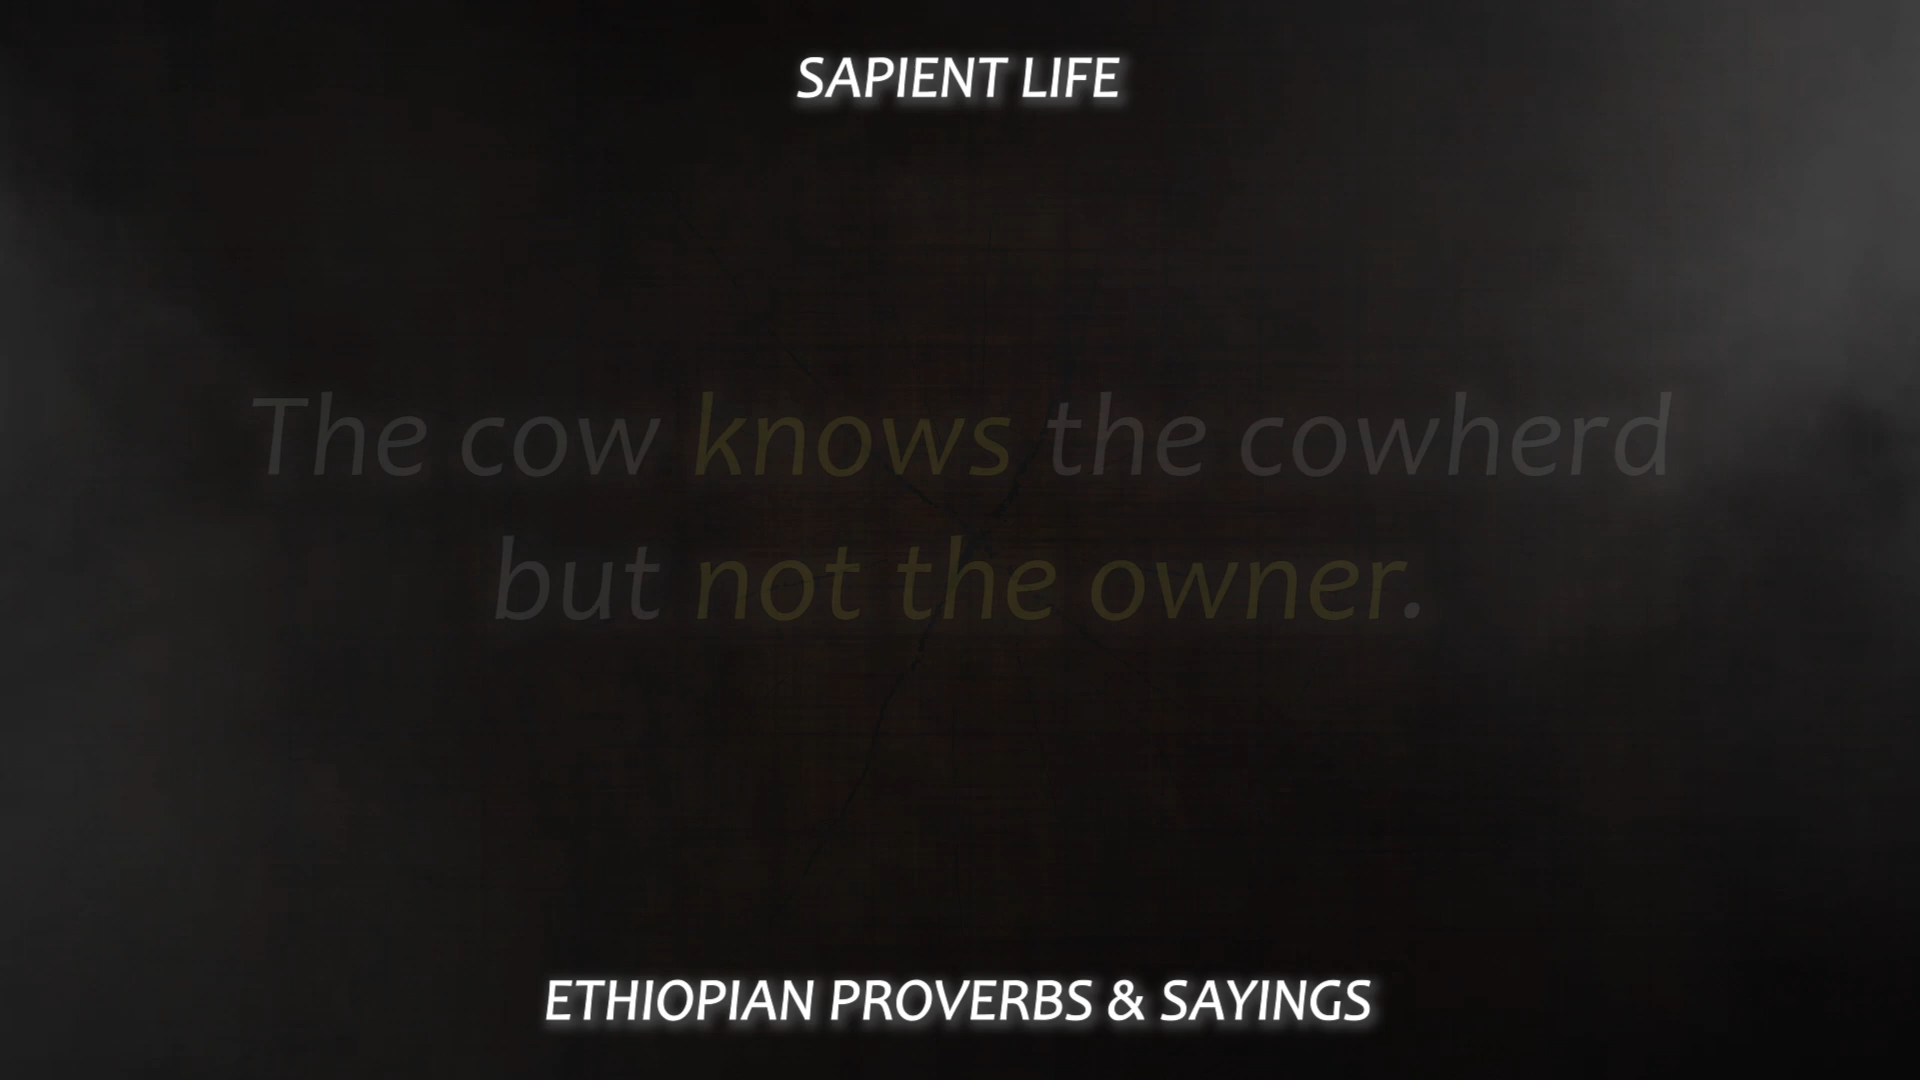 SAPIENT LIFE
The cow knows the cowherd
but not the owner.
ETHIOPIAN PROVERBS & SAYINGS